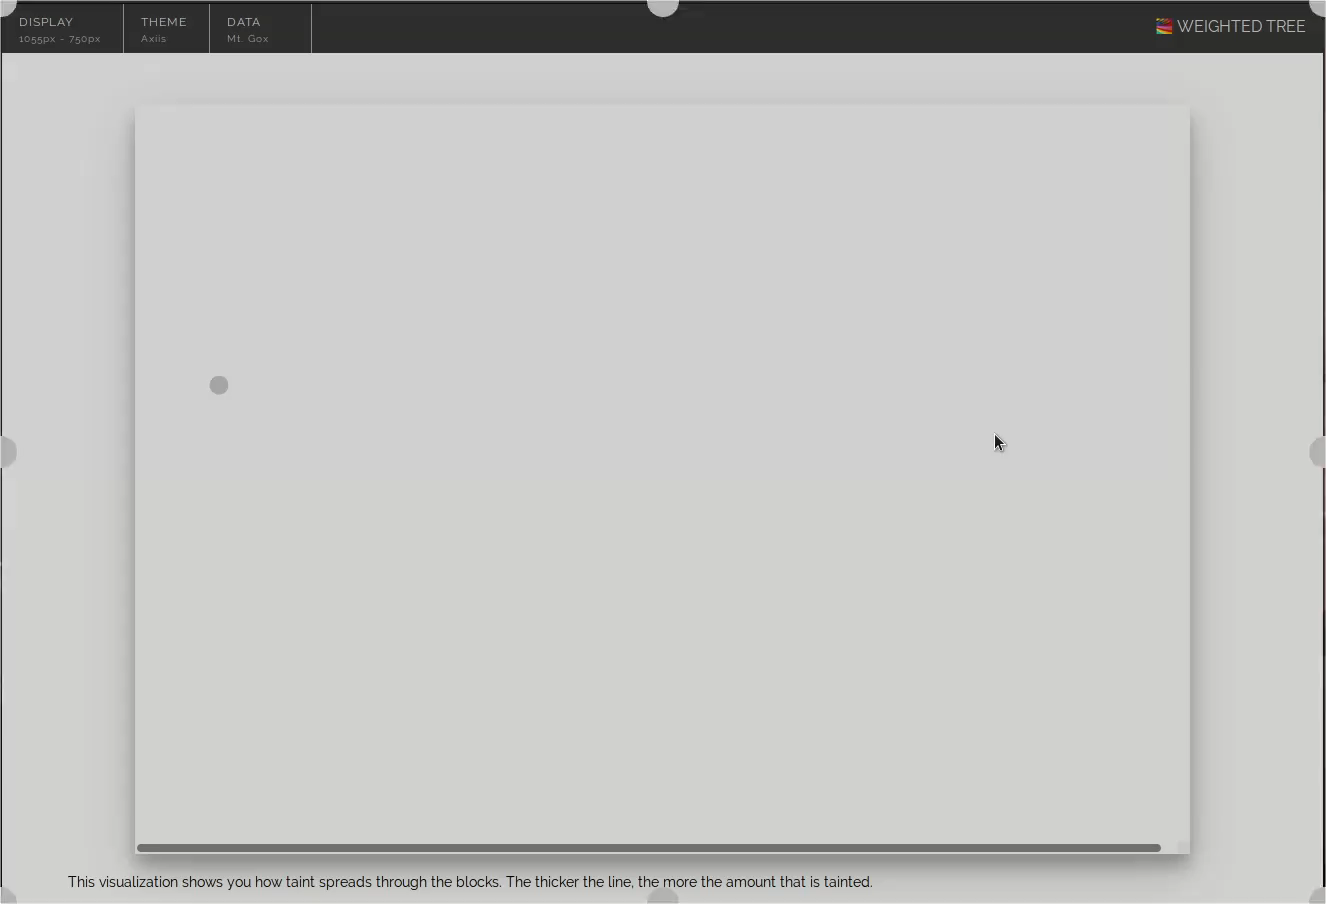 DISPLAY
1055px - 750px
THEME
Axiis
DATA
Mt. Gox
WEIGHTED TREE
This visualization shows you how taint spreads through the blocks. The thicker the line, the more the amount that is tainted.